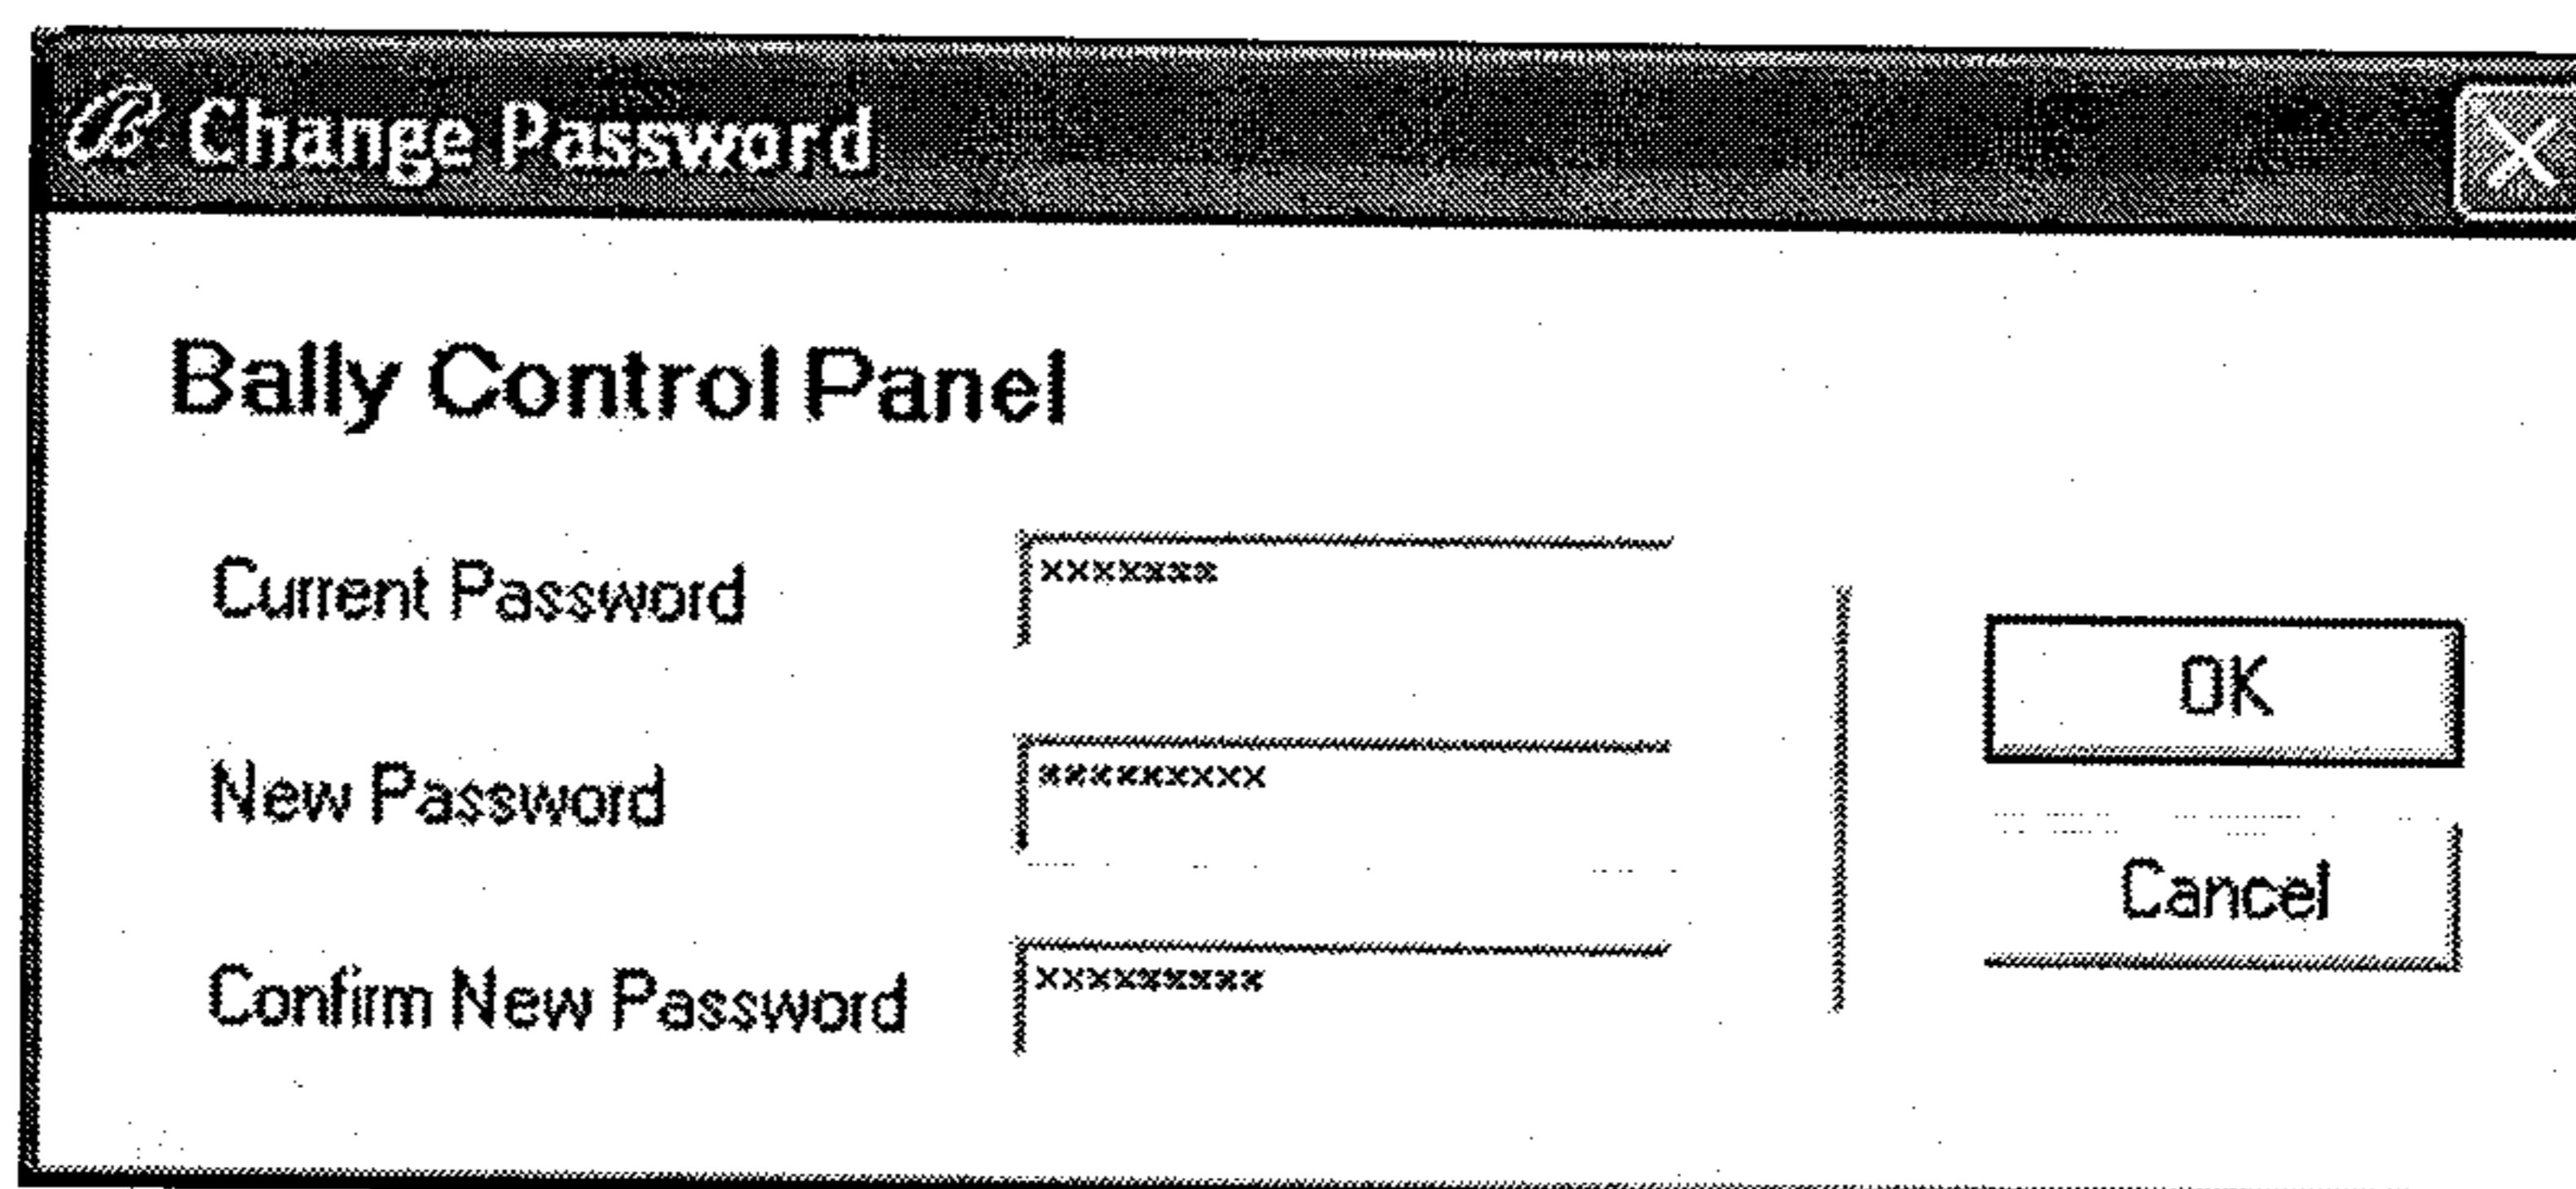 Change Password
Bally Control Panel
Current Password xxxxxxx
New Password xxxxxxxxx
Confirm New Password xxxxxxxxx
OK
Cancel